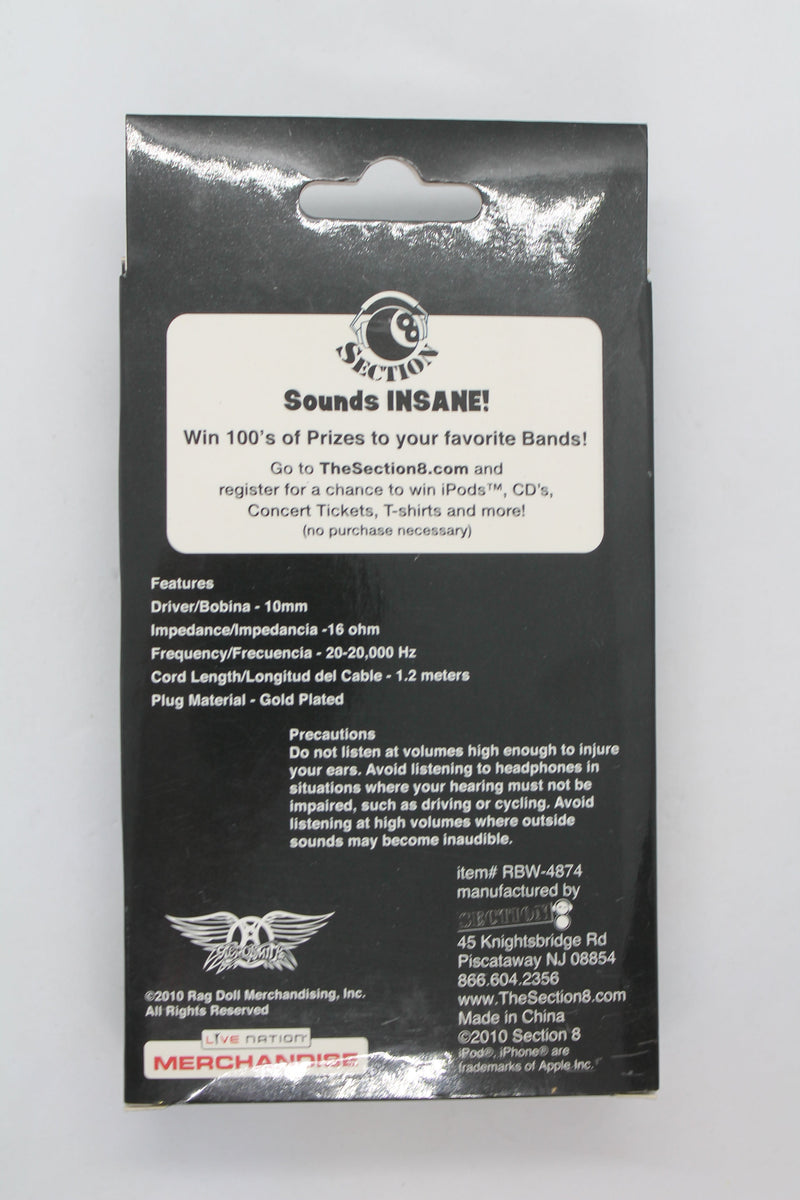 SECTION
Sounds INSANE!
Win 100's of Prizes to your favorite Bands!
Go to TheSection8.com and
register for a chance to win iPods™, CD's,
Concert Tickets, T-shirts and more!
(no purchase necessary)
Features
Driver/Bobina - 10mm
Impedance/Impedancia -16 ohm
Frequency/Frecuencia - 20-20,000 Hz
Cord Length/Longitud del Cable - 1.2 meters
Plug Material - Gold Plated
Precautions
Do not listen at volumes high enough to injure
your ears. Avoid listening to headphones in
situations where your hearing must not be
impaired, such as driving or cycling. Avoid
listening at high volumes where outside
sounds may become inaudible.
item# RBW-4874
manufactured by
SECTION8
45 Knightsbridge Rd
Piscataway NJ 08854
866.604.2356
www.TheSection8.com
Made in China
©2010 Section 8
iPod®, iPhone® are
trademarks of Apple Inc.
AEROSMITH
©2010 Rag Doll Merchandising, Inc.
All Rights Reserved
LIVE NATION
MERCHANDISE